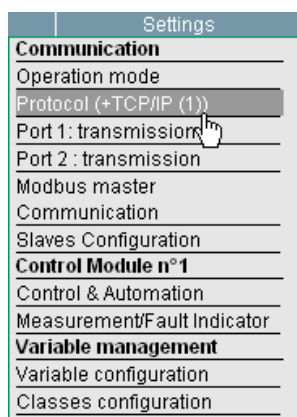 Settings
Communication
Operation mode
Protocol (+TCP/IP (1))
Port 1: transmission
Port 2 : transmission
Modbus master
Communication
Slaves Configuration
Control Module n°1
Control & Automation
Measurement/Fault Indicator
Variable management
Variable configuration
Classes configuration